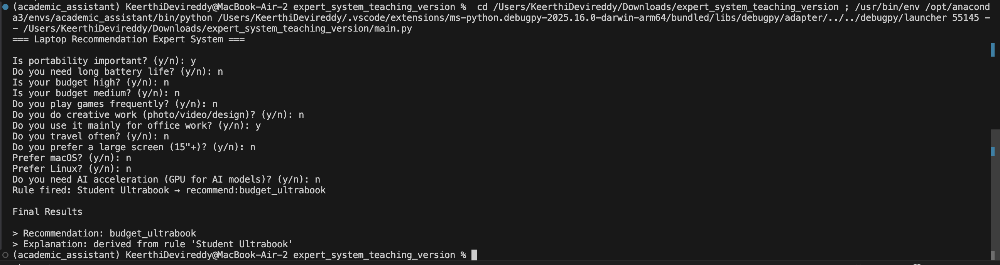 (academic_assistant) KeerthiDevireddy@MacBook-Air-2 expert_system_teaching_version %  cd /Users/KeerthiDevireddy/Downloads/expert_system_teaching_version ; /usr/bin/env /opt/anacond
a3/envs/academic_assistant/bin/python /Users/KeerthiDevireddy/.vscode/extensions/ms-python.debugpy-2025.16.0-darwin-arm64/bundled/libs/debugpy/adapter/../../debugpy/launcher 55145 -
- /Users/KeerthiDevireddy/Downloads/expert_system_teaching_version/main.py
=== Laptop Recommendation Expert System ===
Is portability important? (y/n): y
Do you need long battery life? (y/n): n
Is your budget high? (y/n): n
Is your budget medium? (y/n): n
Do you play games frequently? (y/n): n
Do you do creative work (photo/video/design)? (y/n): n
Do you use it mainly for office work? (y/n): y
Do you travel often? (y/n): n
Do you prefer a large screen (15"+)? (y/n): n
Prefer macOS? (y/n): n
Prefer Linux? (y/n): n
Do you need AI acceleration (GPU for AI models)? (y/n): n
Rule fired: Student Ultrabook → recommend:budget_ultrabook
Final Results
> Recommendation: budget_ultrabook
> Explanation: derived from rule 'Student Ultrabook'
(academic_assistant) KeerthiDevireddy@MacBook-Air-2 expert_system_teaching_version %